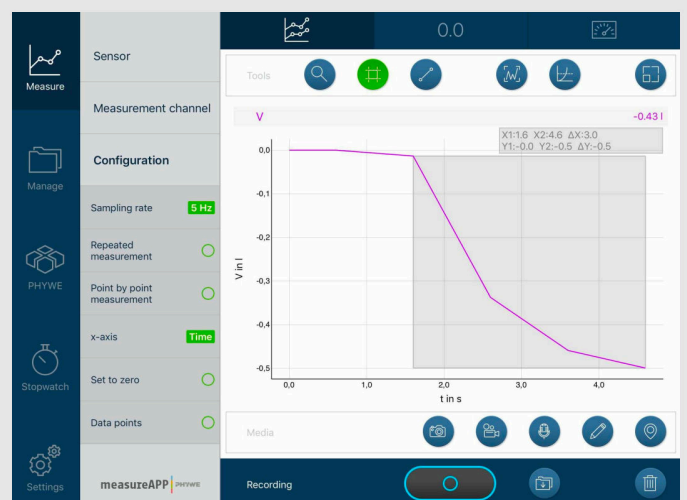 0.0
Measure
Manage
PHYWE
Stopwatch
Settings
Sensor
Measurement channel
Configuration
Sampling rate 5 Hz
Repeated
measurement
Point by point
measurement
x-axis Time
Set to zero
Data points
measureAPP PHYWE
Tools
V -0.43 l
X1:1.6 X2:4.6 ΔX:3.0
Y1:-0.0 Y2:-0.5 ΔY:-0.5
V in l
0,0
-0,1
-0,2
-0,3
-0,4
-0,5
0,0 1,0 2,0 3,0 4,0
t in s
Media
Recording